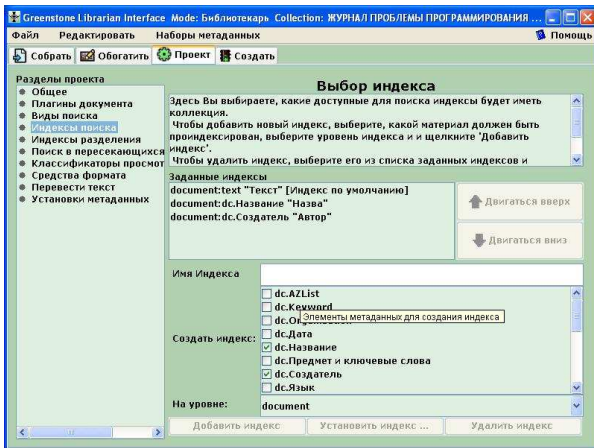 Greenstone Librarian Interface Mode: Библиотекарь Collection: ЖУРНАЛ ПРОБЛЕМЫ ПРОГРАММИРОВАНИЯ ...
Файл Редактировать Наборы метаданных Помощь
Собрать Обогатить Проект Создать
Разделы проекта
Общее
Плагины документа
Виды поиска
Индексы поиска
Индексы разделения
Поиск в пересекающихся
Классификаторы просмот
Средства формата
Перевести текст
Установки метаданных
Выбор индекса
Здесь Вы выбираете, какие доступные для поиска индексы будет иметь
коллекция.
Чтобы добавить новый индекс, выберите, какой материал должен быть
проиндексирован, выберите уровень индекса и и щелкните 'Добавить
индекс'.
Чтобы удалить индекс, выберите его из списка заданных индексов и
Заданные индексы
document:text "Текст" [Индекс по умолчанию]
document:dc.Название "Назва"
document:dc.Создатель "Автор"
Двигаться вверх
Двигаться вниз
Имя Индекса
Создать индекс:
dc.AZList
dc.Keyword
Элементы метаданных для создания индекса
dc.Дата
dc.Название
dc.Предмет и ключевые слова
dc.Создатель
dc.Язык
На уровне: document
Добавить индекс Установить индекс ... Удалить индекс